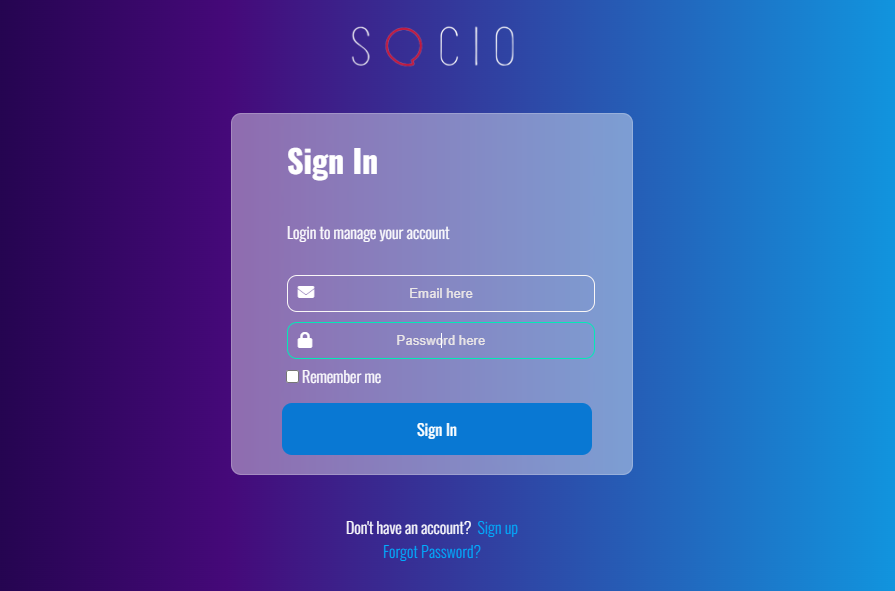 SOCIO
Sign In
Login to manage your account
Email here
Password here
Remember me
Sign In
Don't have an account? Sign up
Forgot Password?